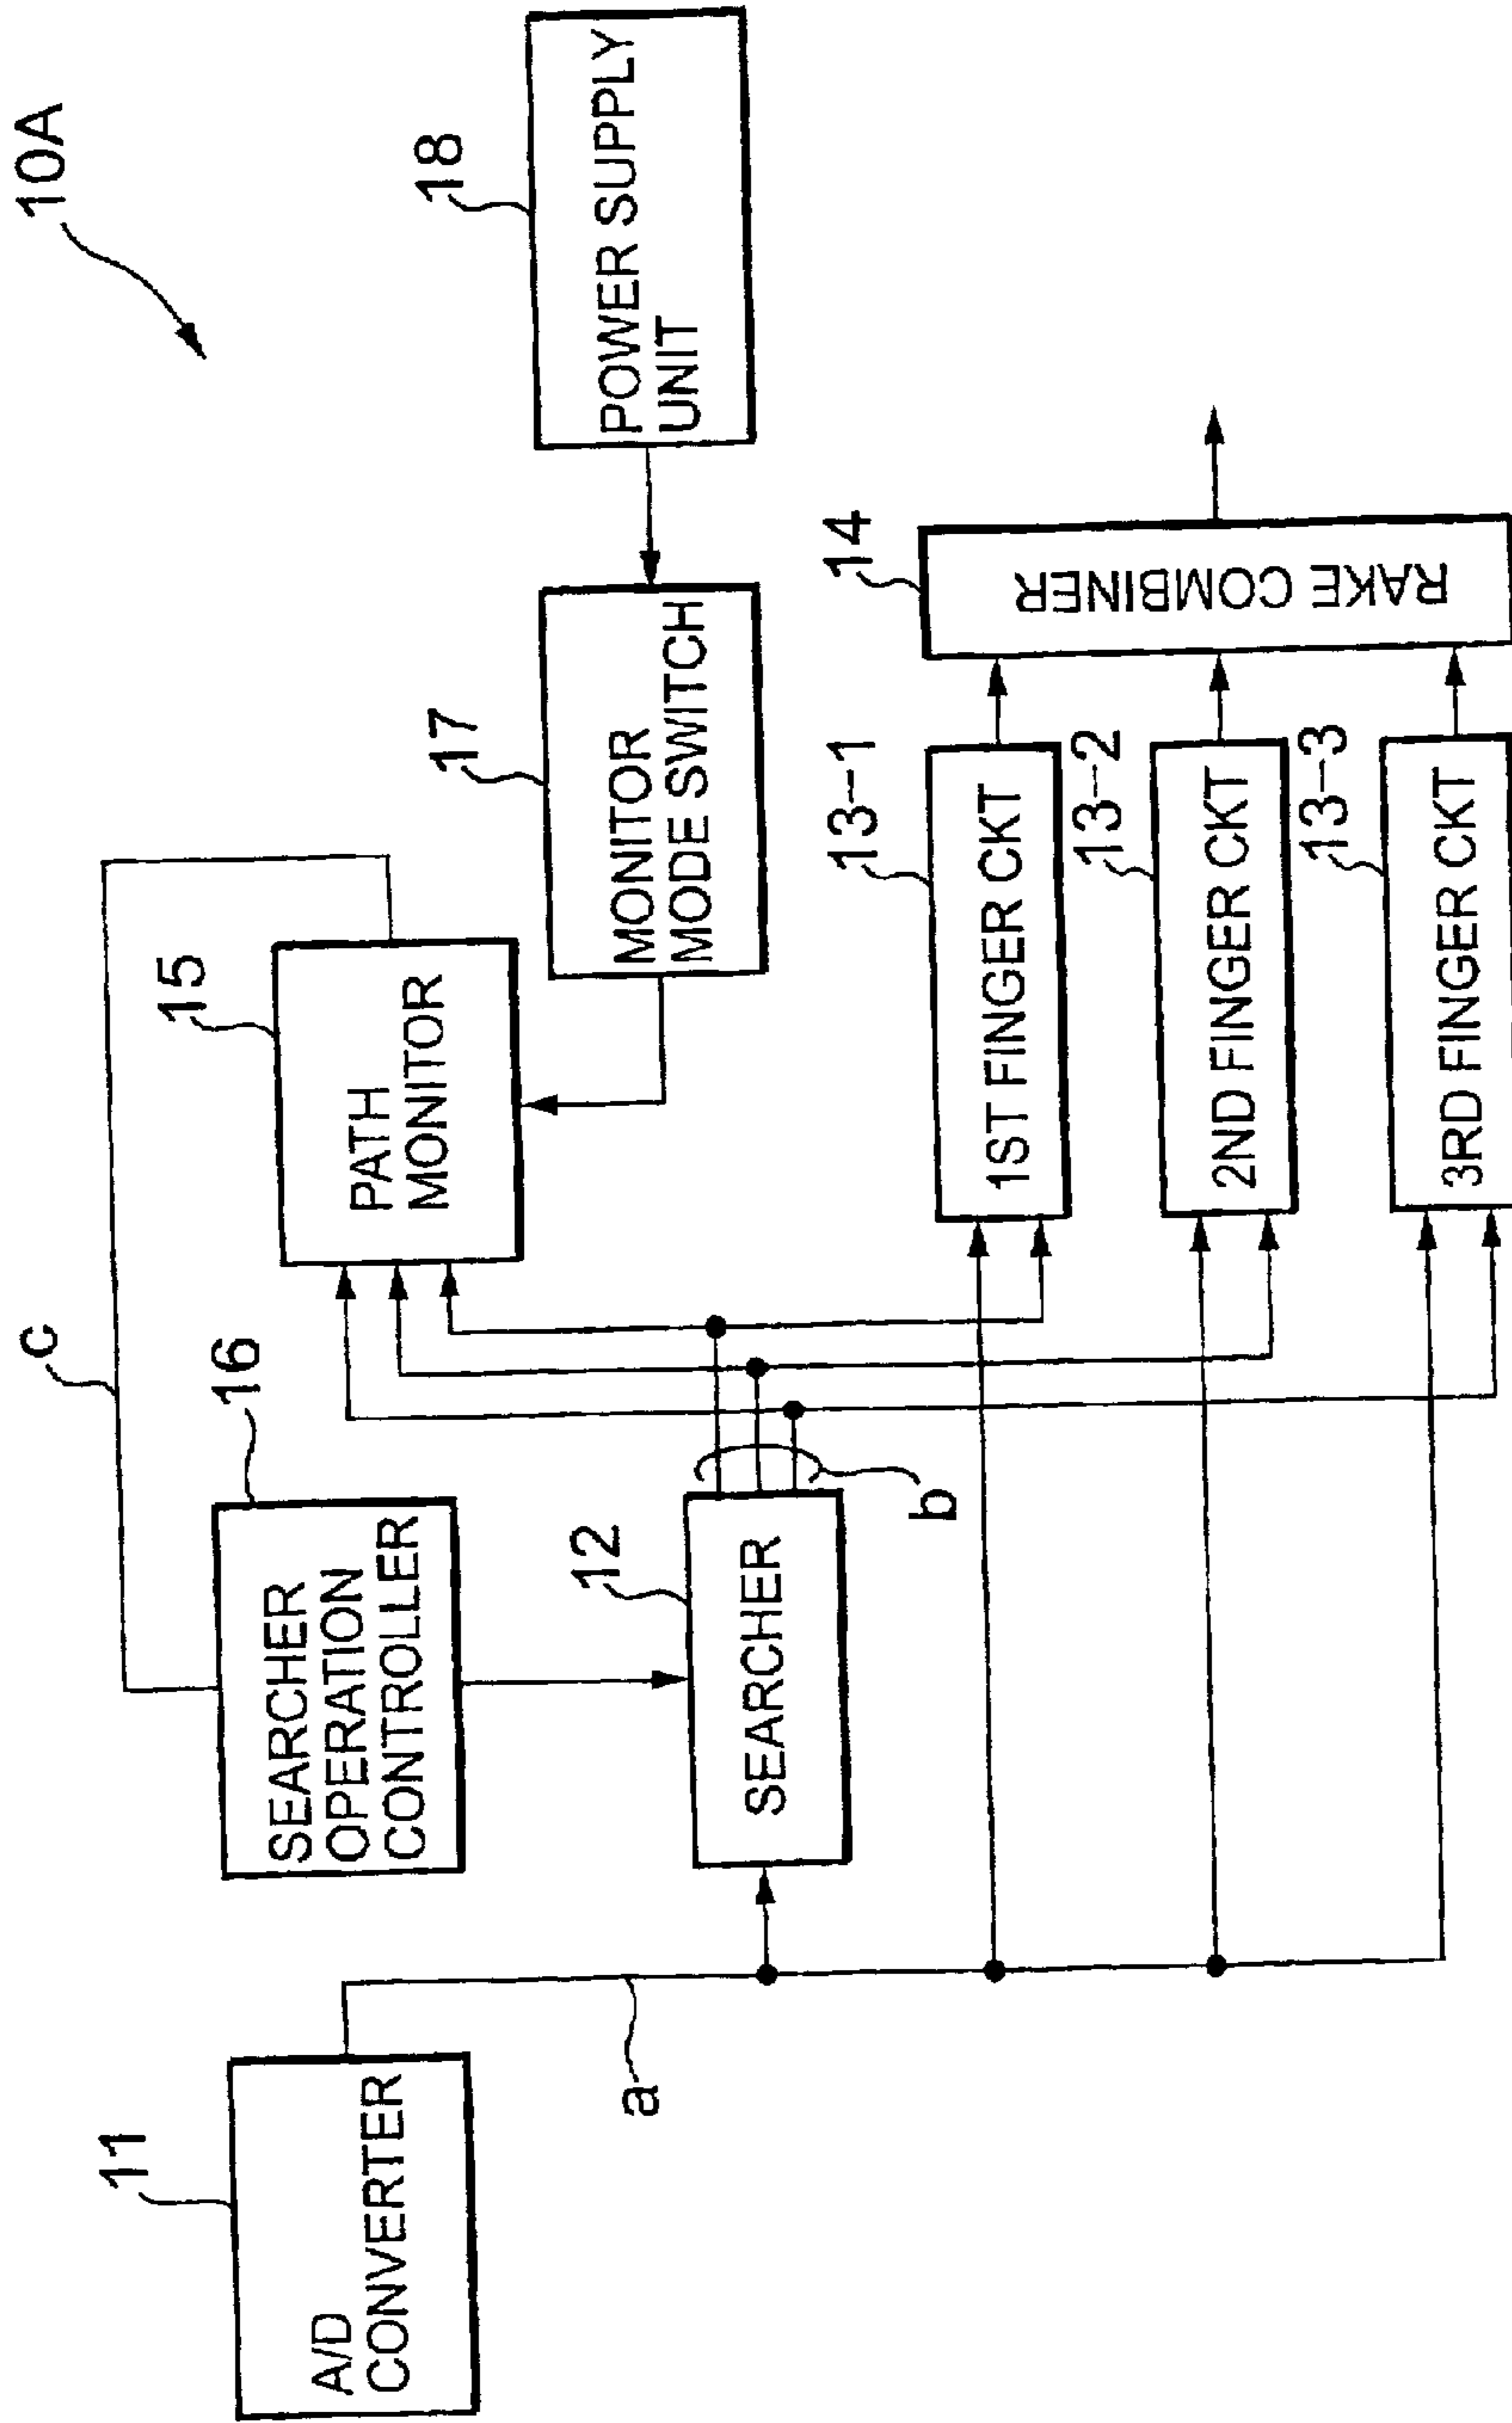 10A
11
A/D
CONVERTER
a
c
16
SEARCHER
OPERATION
CONTROLLER
12
SEARCHER
b
15
PATH
MONITOR
17
MONITOR
MODE SWITCH
18
POWER SUPPLY
UNIT
13-1
1ST FINGER CKT
13-2
2ND FINGER CKT
13-3
3RD FINGER CKT
14
RAKE COMBINER